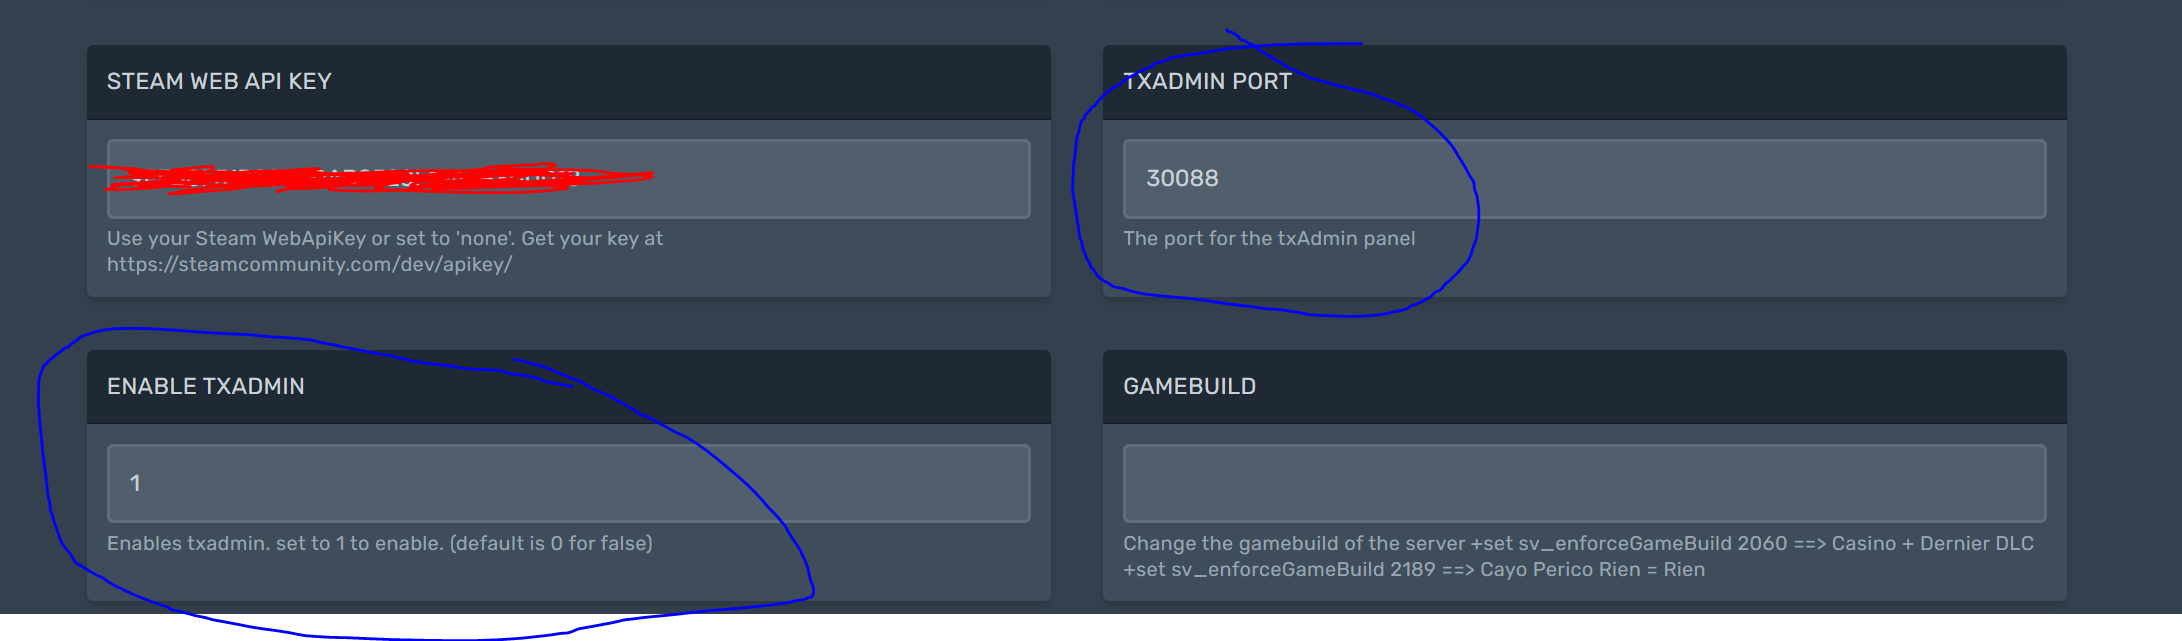 STEAM WEB API KEY
Use your Steam WebApiKey or set to 'none'. Get your key at
https://steamcommunity.com/dev/apikey/
TXADMIN PORT
30088
The port for the txAdmin panel
ENABLE TXADMIN
1
Enables txadmin. set to 1 to enable. (default is 0 for false)
GAMEBUILD
Change the gamebuild of the server +set sv_enforceGameBuild 2060 ==> Casino + Dernier DLC
+set sv_enforceGameBuild 2189 ==> Cayo Perico Rien = Rien